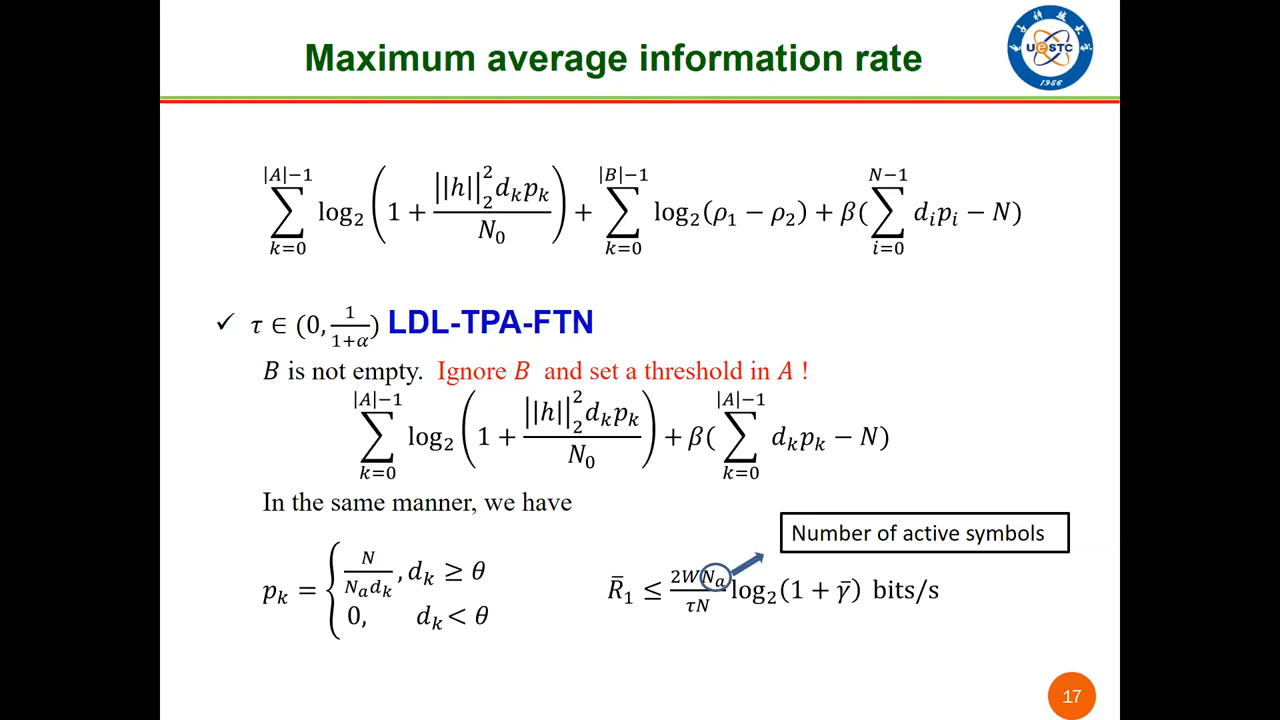 Maximum average information rate
UESTC
1956
∑_{k=0}^{|A|−1} log₂(1 + ||h||₂² d_k p_k / N₀) + ∑_{k=0}^{|B|−1} log₂(ρ₁ − ρ₂) + β(∑_{i=0}^{N−1} d_i p_i − N)
✓ τ ∈ (0, 1/(1+α)) LDL-TPA-FTN
B is not empty. Ignore B and set a threshold in A !
∑_{k=0}^{|A|−1} log₂(1 + ||h||₂² d_k p_k / N₀) + β(∑_{k=0}^{|A|−1} d_k p_k − N)
In the same manner, we have
Number of active symbols
p_k = { N/(N_a d_k), d_k ≥ θ
0, d_k < θ
R̄₁ ≤ (2WN_a/τN) log₂(1 + γ̄) bits/s
17